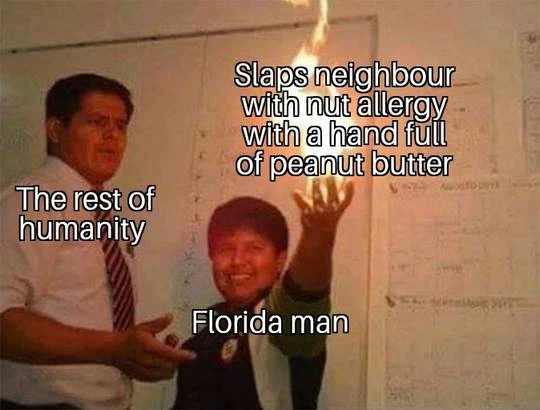 Slaps neighbour
with nut allergy
with a hand full
of peanut butter
The rest of
humanity
Florida man